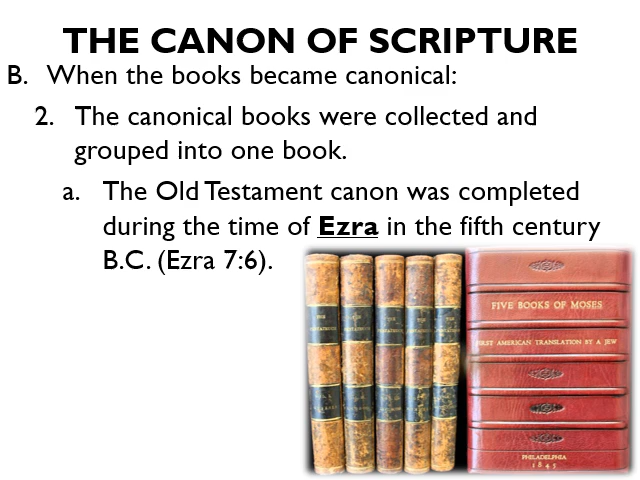 THE CANON OF SCRIPTURE
B. When the books became canonical:
2. The canonical books were collected and
grouped into one book.
a. The Old Testament canon was completed
during the time of Ezra in the fifth century
B.C. (Ezra 7:6).
FIVE BOOKS OF MOSES
FIRST AMERICAN TRANSLATION BY A JEW
PHILADELPHIA
1845